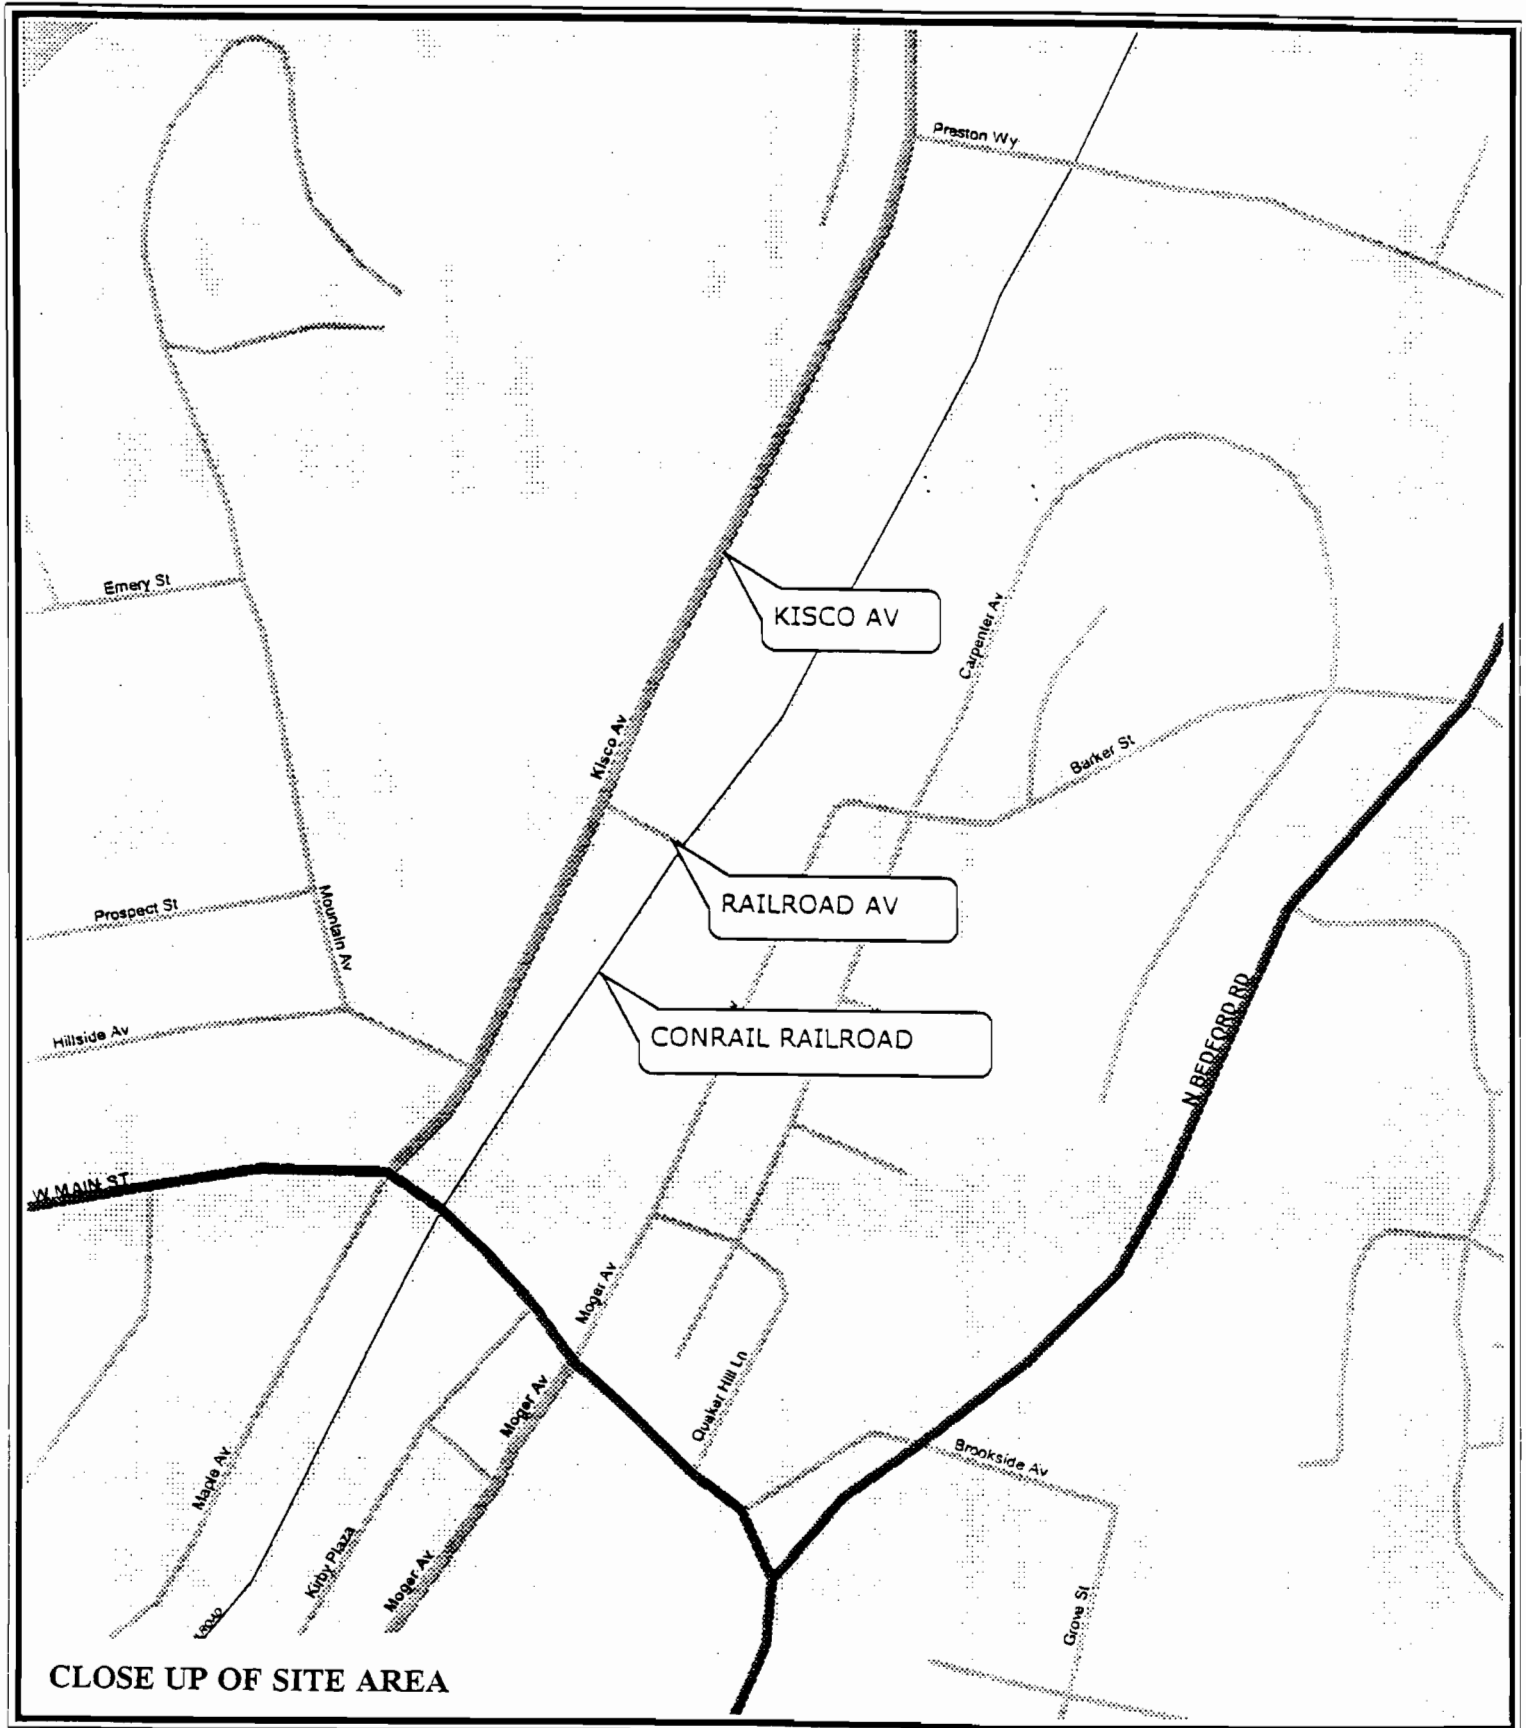 Preston Wy
Emery St
KISCO AV
Carpenter Av
Kisco Av
Barker St
RAILROAD AV
Prospect St
Mountain Av
N BEDFORD RD
Hillside Av
CONRAIL RAILROAD
W MAIN ST
Moger Av
Quaker Hill Ln
Moger Av
Maple Av
Brookside Av
Kirby Plaza
Moger Av
Grove St
CLOSE UP OF SITE AREA